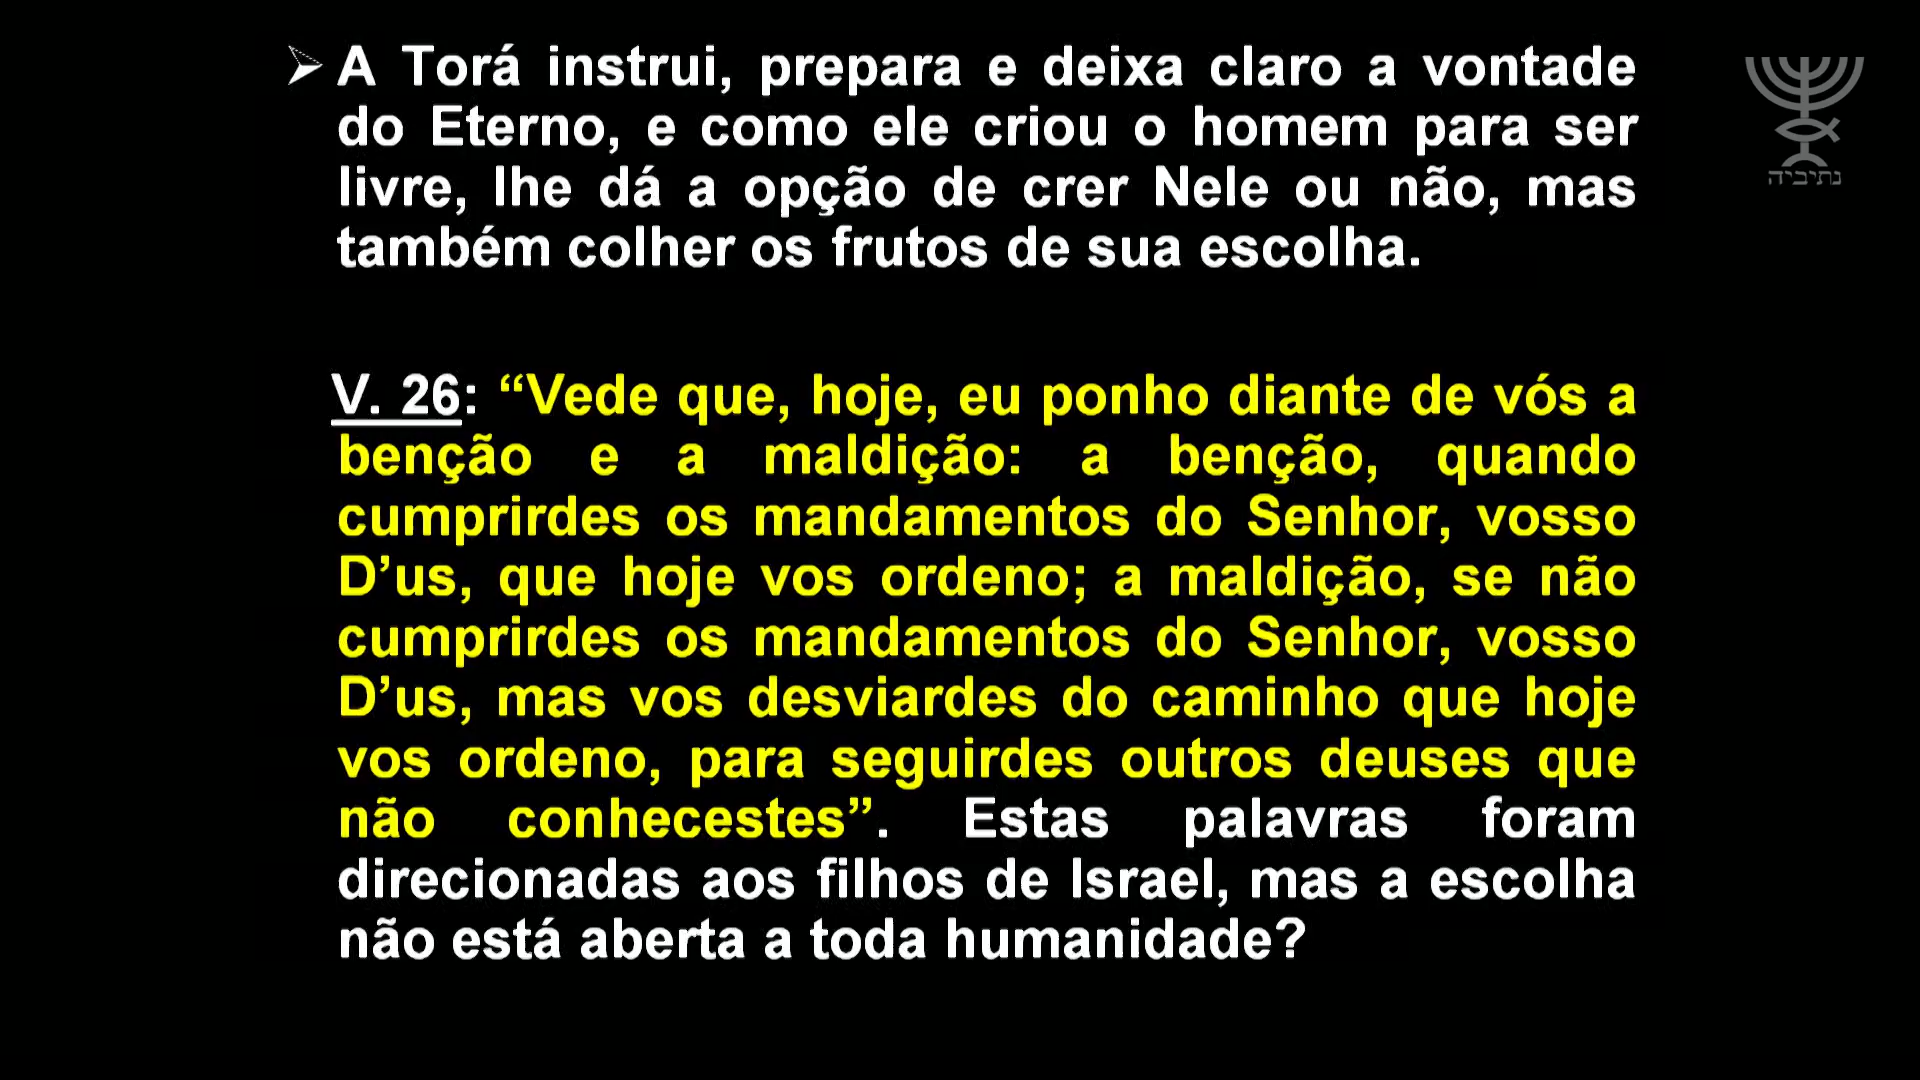 A Torá instrui, prepara e deixa claro a vontade
do Eterno, e como ele criou o homem para ser
livre, lhe dá a opção de crer Nele ou não, mas
também colher os frutos de sua escolha.
V. 26: “Vede que, hoje, eu ponho diante de vós a
benção e a maldição: a benção, quando
cumprirdes os mandamentos do Senhor, vosso
D’us, que hoje vos ordeno; a maldição, se não
cumprirdes os mandamentos do Senhor, vosso
D’us, mas vos desviardes do caminho que hoje
vos ordeno, para seguirdes outros deuses que
não conhecestes”. Estas palavras foram
direcionadas aos filhos de Israel, mas a escolha
não está aberta a toda humanidade?
נתיביה